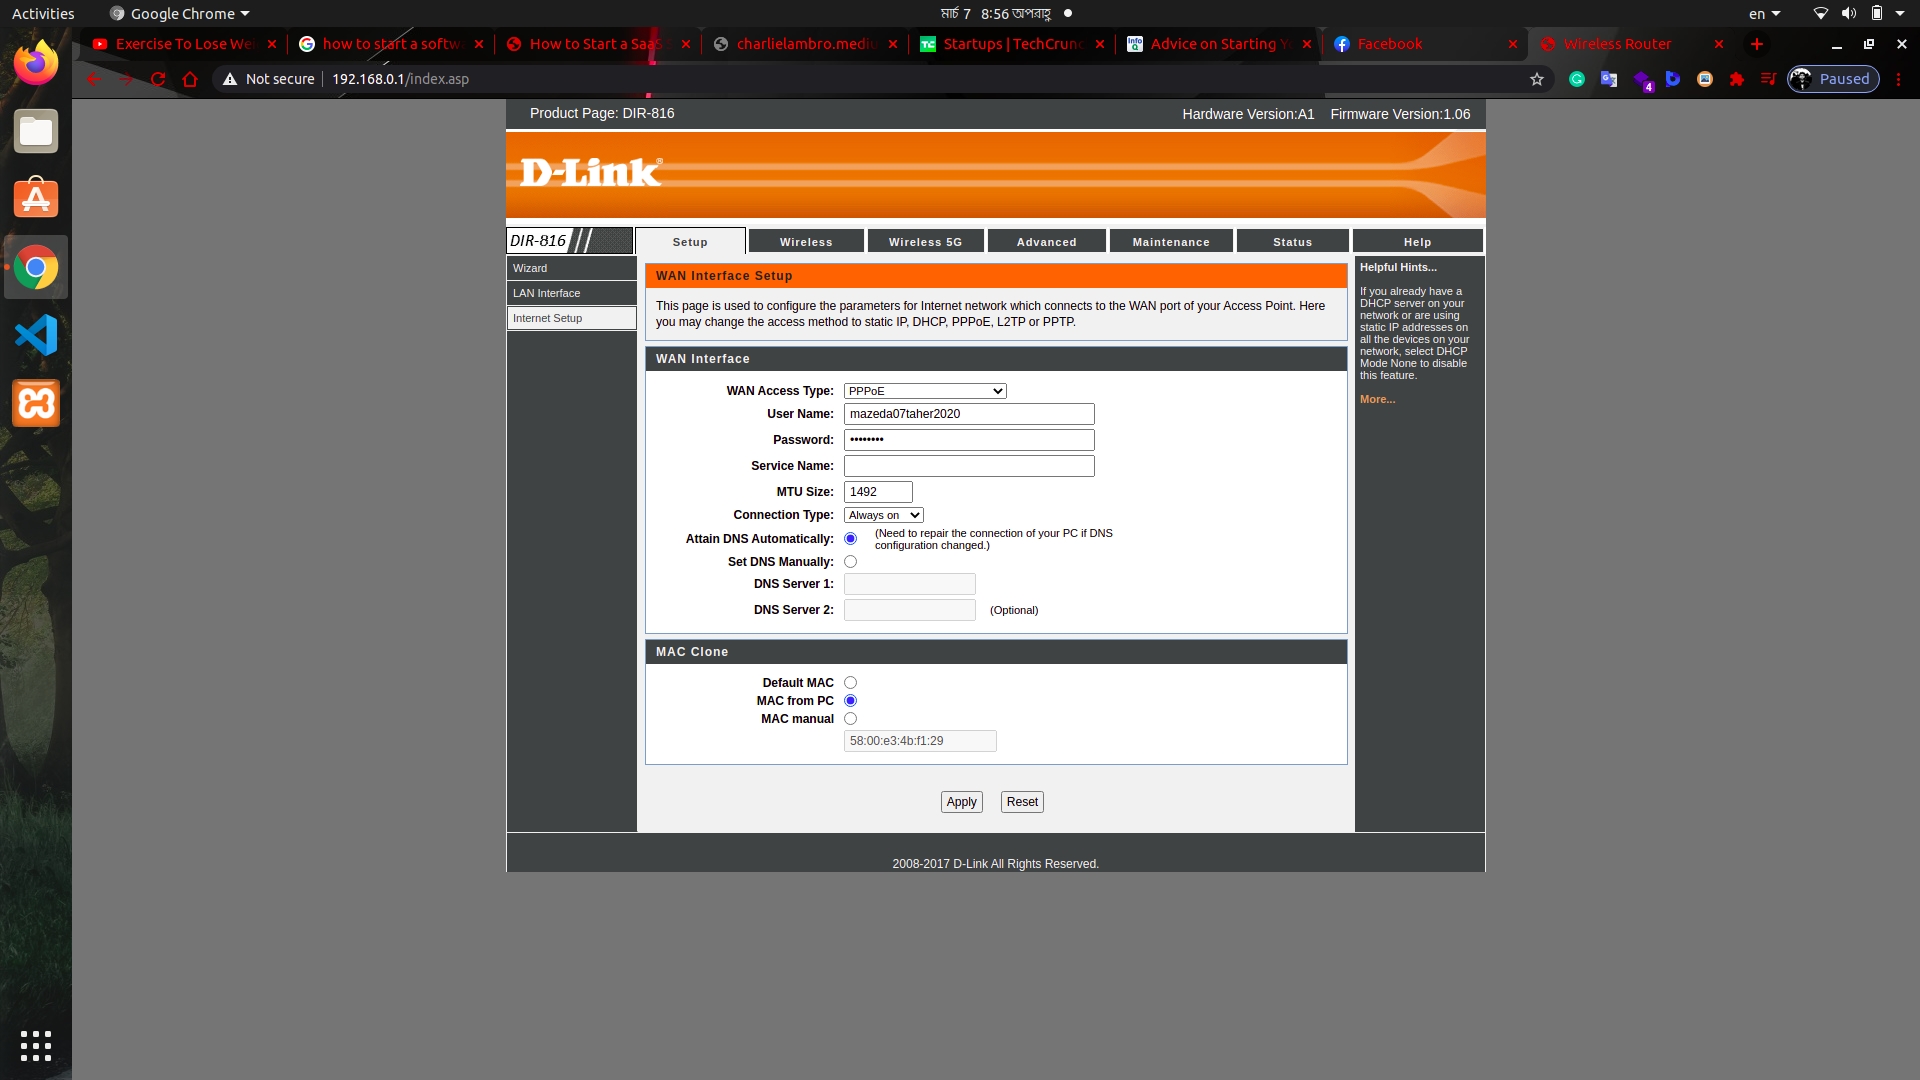 Activities
Google Chrome
মার্চ 7 8:56 অপরাহ্ণ
en
Exercise To Lose We
how to start a softw
How to Start a SaaS
charlielambro.mediu
Startups | TechCrunc
Advice on Starting Y
Facebook
Wireless Router
Not secure
192.168.0.1/index.asp
4
Paused
Product Page: DIR-816
Hardware Version:A1
Firmware Version:1.06
D-Link®
DIR-816
Setup
Wireless
Wireless 5G
Advanced
Maintenance
Status
Help
Wizard
LAN Interface
Internet Setup
WAN Interface Setup
This page is used to configure the parameters for Internet network which connects to the WAN port of your Access Point. Here
you may change the access method to static IP, DHCP, PPPoE, L2TP or PPTP.
WAN Interface
WAN Access Type: PPPoE
User Name: mazeda07taher2020
Password: ••••••••
Service Name:
MTU Size: 1492
Connection Type: Always on
Attain DNS Automatically: (Need to repair the connection of your PC if DNS
configuration changed.)
Set DNS Manually:
DNS Server 1:
DNS Server 2: (Optional)
MAC Clone
Default MAC
MAC from PC
MAC manual
58:00:e3:4b:f1:29
Apply
Reset
Helpful Hints...
If you already have a
DHCP server on your
network or are using
static IP addresses on
all the devices on your
network, select DHCP
Mode None to disable
this feature.
More...
2008-2017 D-Link All Rights Reserved.